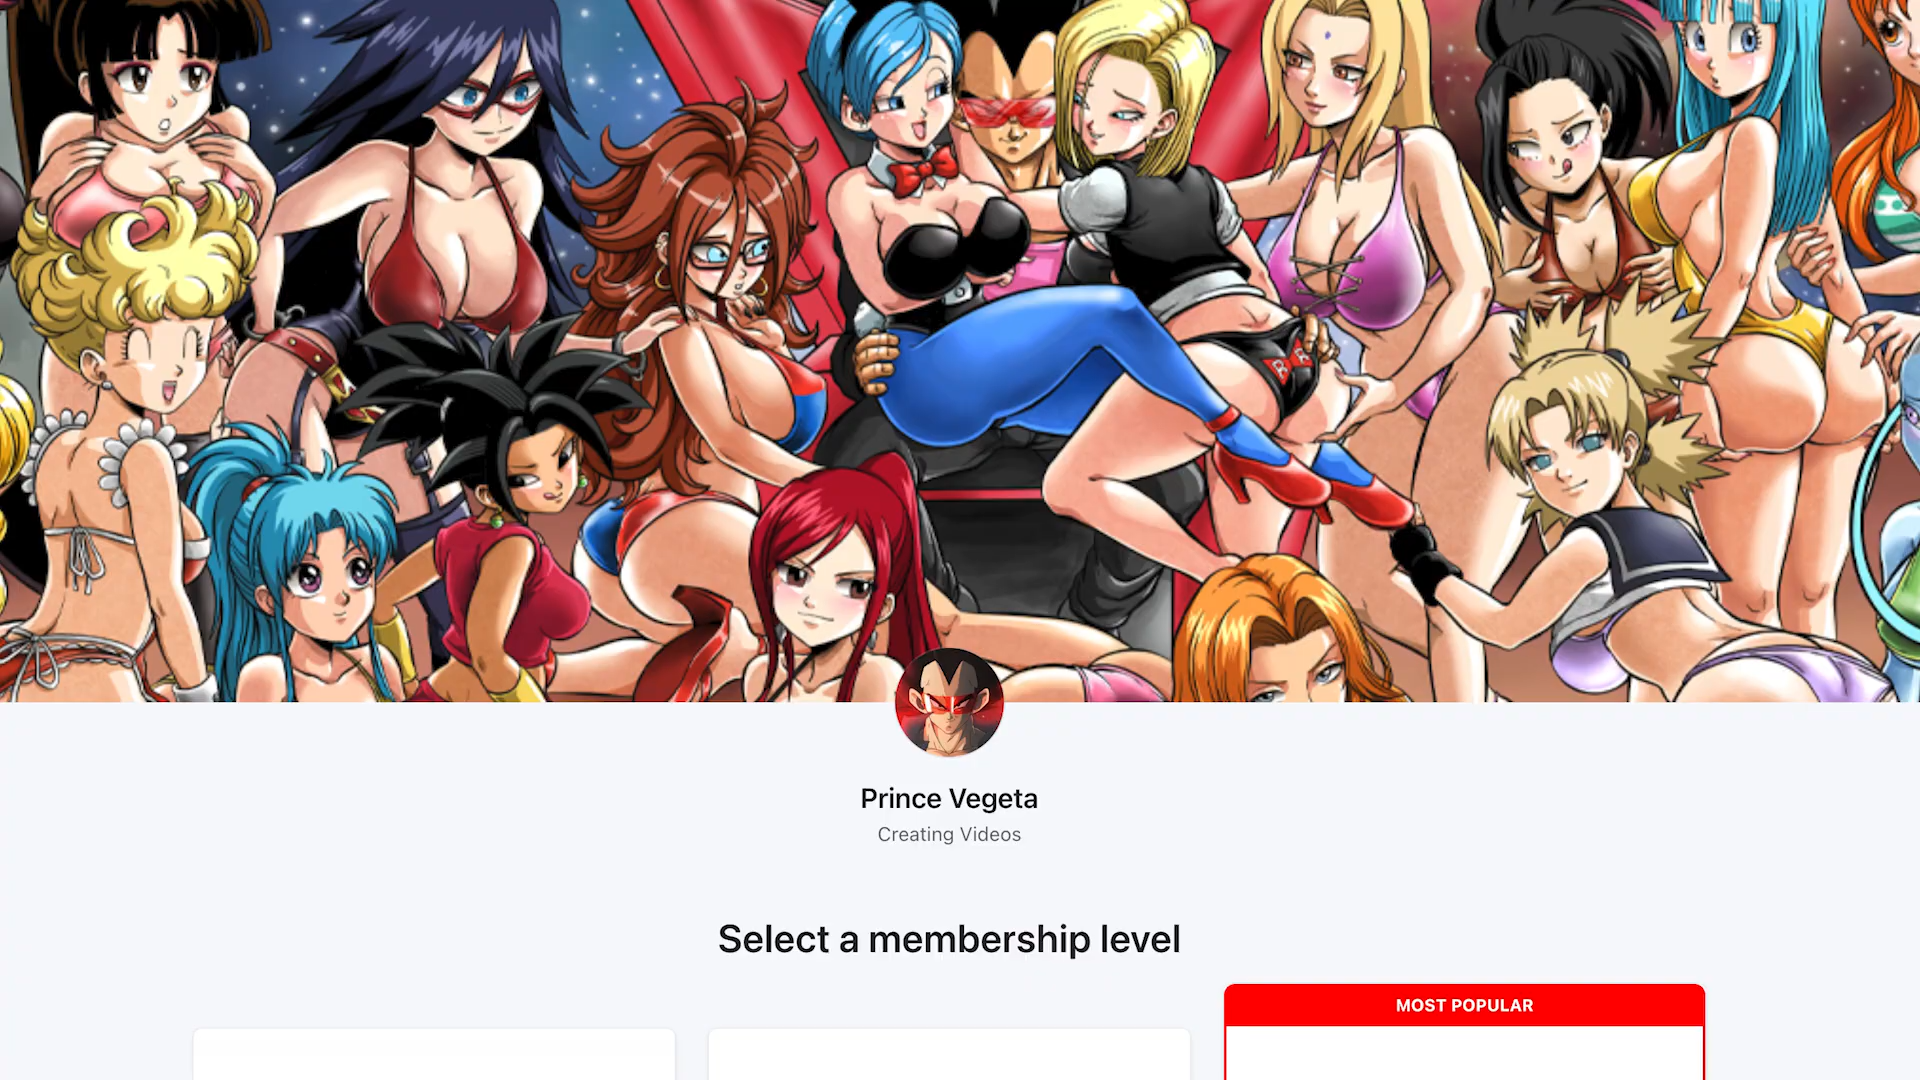 R R
Prince Vegeta
Creating Videos
Select a membership level
MOST POPULAR